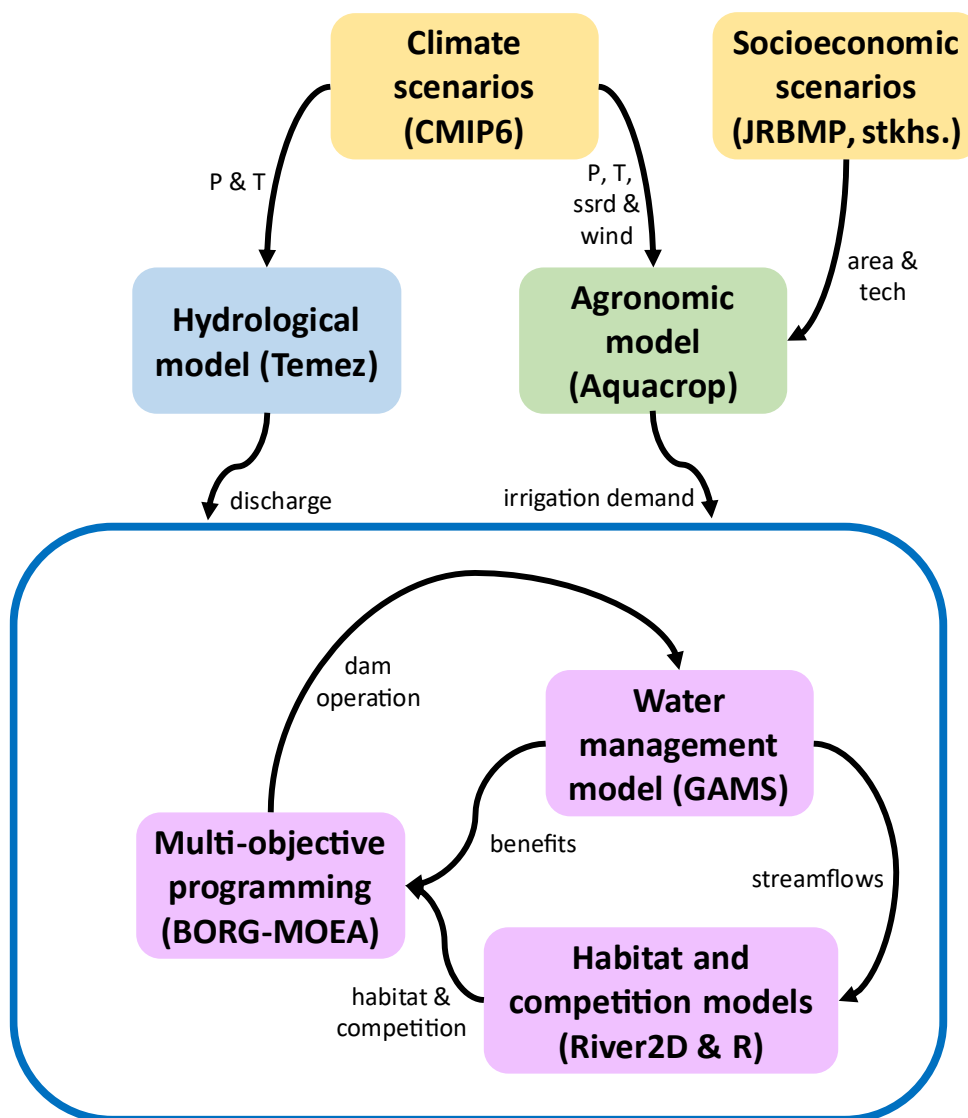 Climate
scenarios
(CMIP6)
Socioeconomic
scenarios
(JRBMP, stkhs.)
P & T
P, T,
ssrd &
wind
area &
tech
Hydrological
model (Temez)
Agronomic
model
(Aquacrop)
discharge
irrigation demand
dam
operation
Water
management
model (GAMS)
Multi-objective
programming
(BORG-MOEA)
benefits
streamflows
habitat &
competition
Habitat and
competition models
(River2D & R)